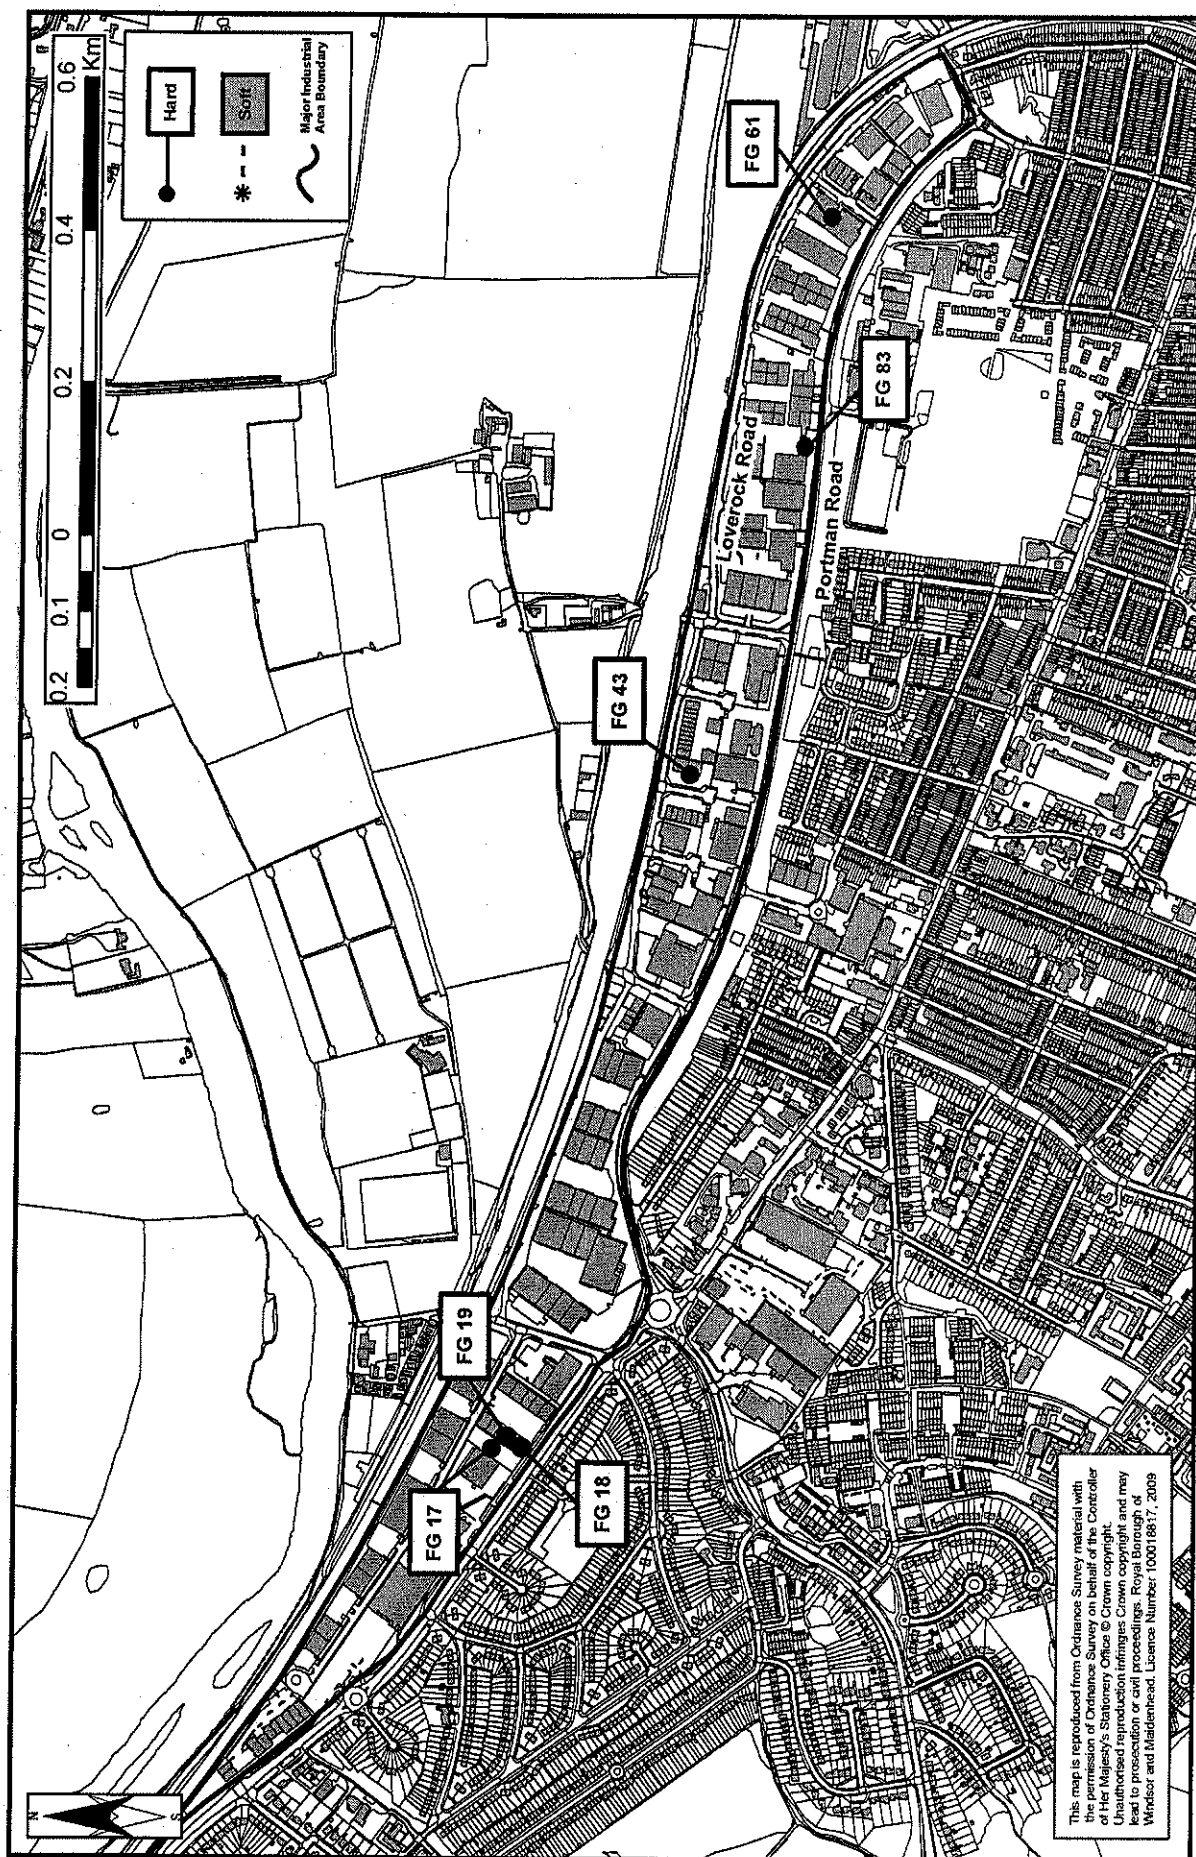 0.2
0.1
0
0.2
0.4
0.6
Km
Hard
Soft
Major Industrial
Area Boundary
FG 61
FG 83
Loverock Road
Portman Road
FG 43
FG 19
FG 17
FG 18
N
S
This map is reproduced from Ordnance Survey material with
the permission of Ordnance Survey on behalf of the Controller
of Her Majesty's Stationery Office © Crown copyright.
Unauthorised reproduction infringes Crown copyright and may
lead to prosecution or civil proceedings. Royal Borough of
Windsor and Maidenhead. Licence Number 100018817, 2009